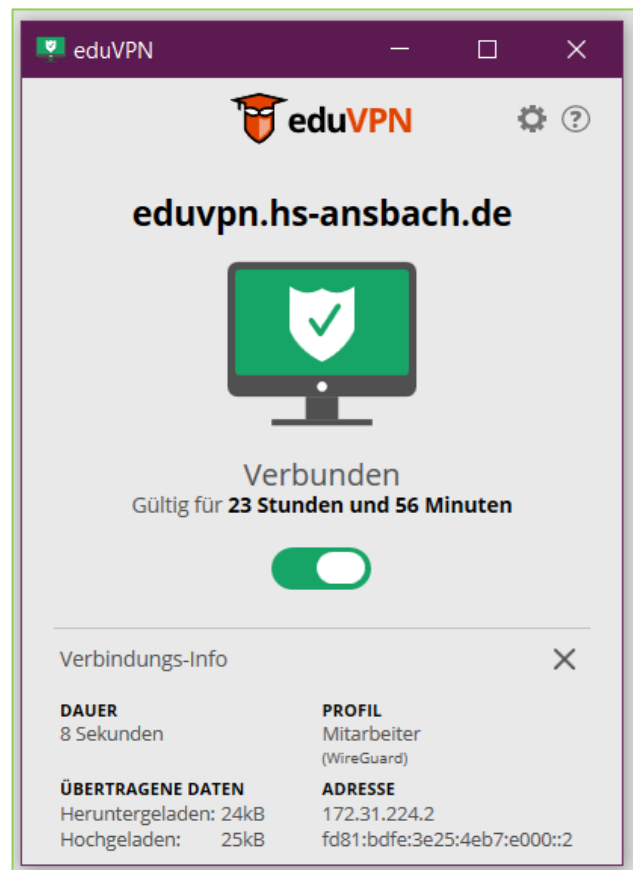 eduVPN
eduVPN
eduvpn.hs-ansbach.de
Verbunden
Gültig für 23 Stunden und 56 Minuten
Verbindungs-Info
DAUER
8 Sekunden
PROFIL
Mitarbeiter
(WireGuard)
ÜBERTRAGENE DATEN
Heruntergeladen: 24kB
Hochgeladen: 25kB
ADRESSE
172.31.224.2
fd81:bdfe:3e25:4eb7:e000::2